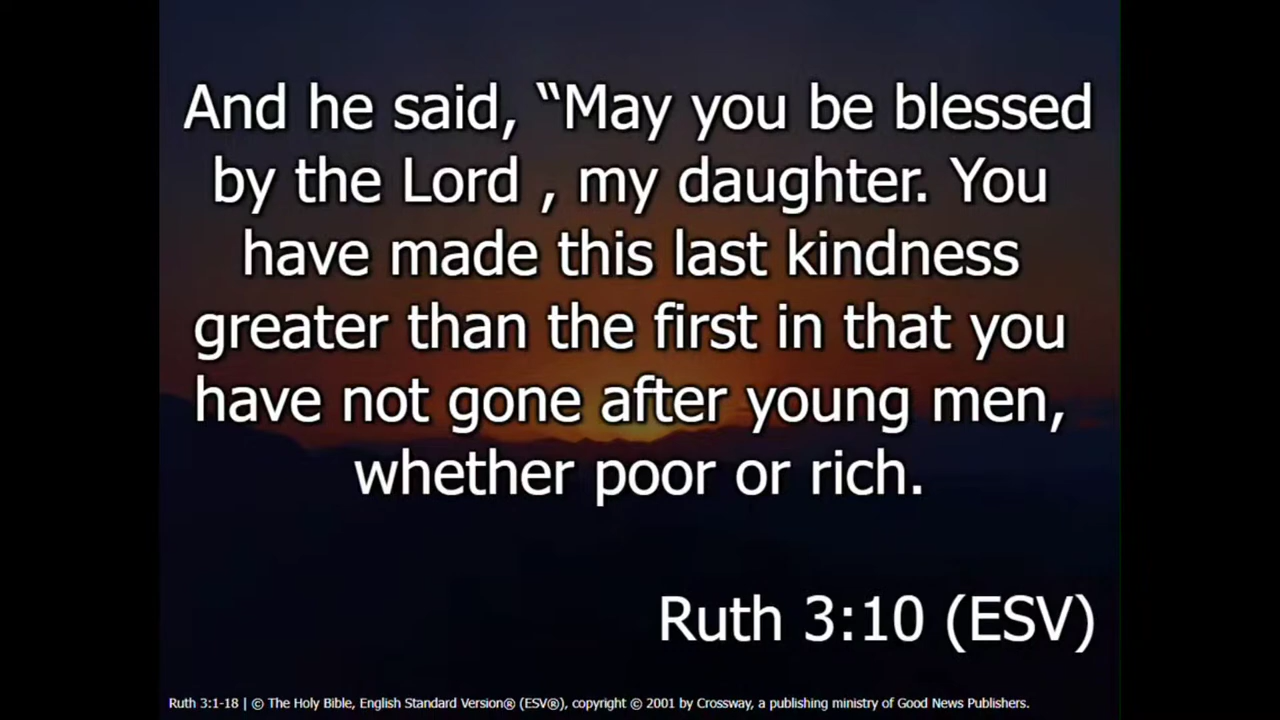 And he said, “May you be blessed
by the Lord , my daughter. You
have made this last kindness
greater than the first in that you
have not gone after young men,
whether poor or rich.
Ruth 3:10 (ESV)
Ruth 3:1-18 | © The Holy Bible, English Standard Version® (ESV®), copyright © 2001 by Crossway, a publishing ministry of Good News Publishers.